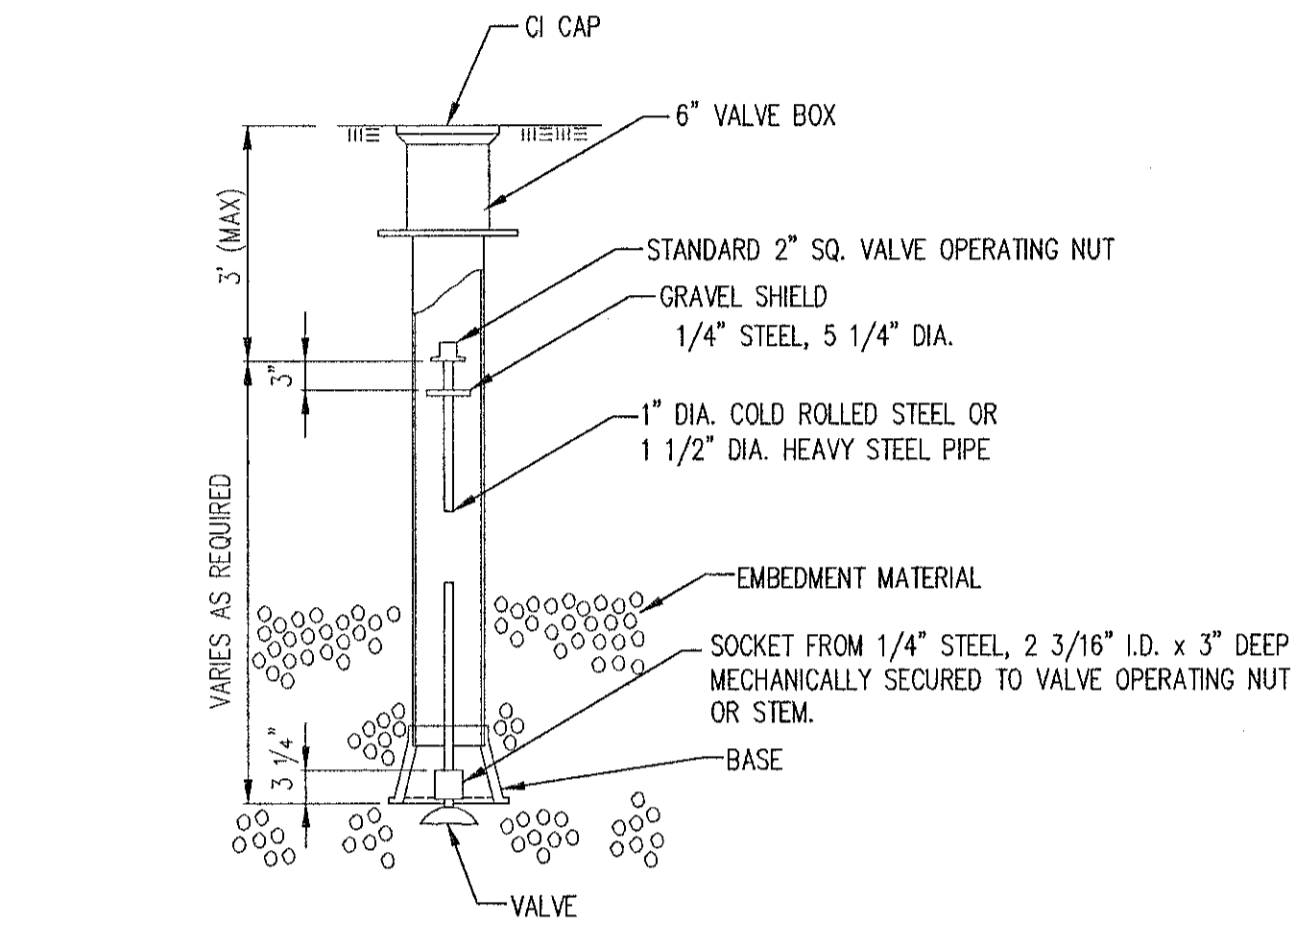 CI CAP
6" VALVE BOX
3' (MAX)
STANDARD 2" SQ. VALVE OPERATING NUT
GRAVEL SHIELD
1/4" STEEL, 5 1/4" DIA.
3"
1" DIA. COLD ROLLED STEEL OR
1 1/2" DIA. HEAVY STEEL PIPE
VARIES AS REQUIRED
EMBEDMENT MATERIAL
SOCKET FROM 1/4" STEEL, 2 3/16" I.D. x 3" DEEP
MECHANICALLY SECURED TO VALVE OPERATING NUT
OR STEM.
3 1/4"
BASE
VALVE